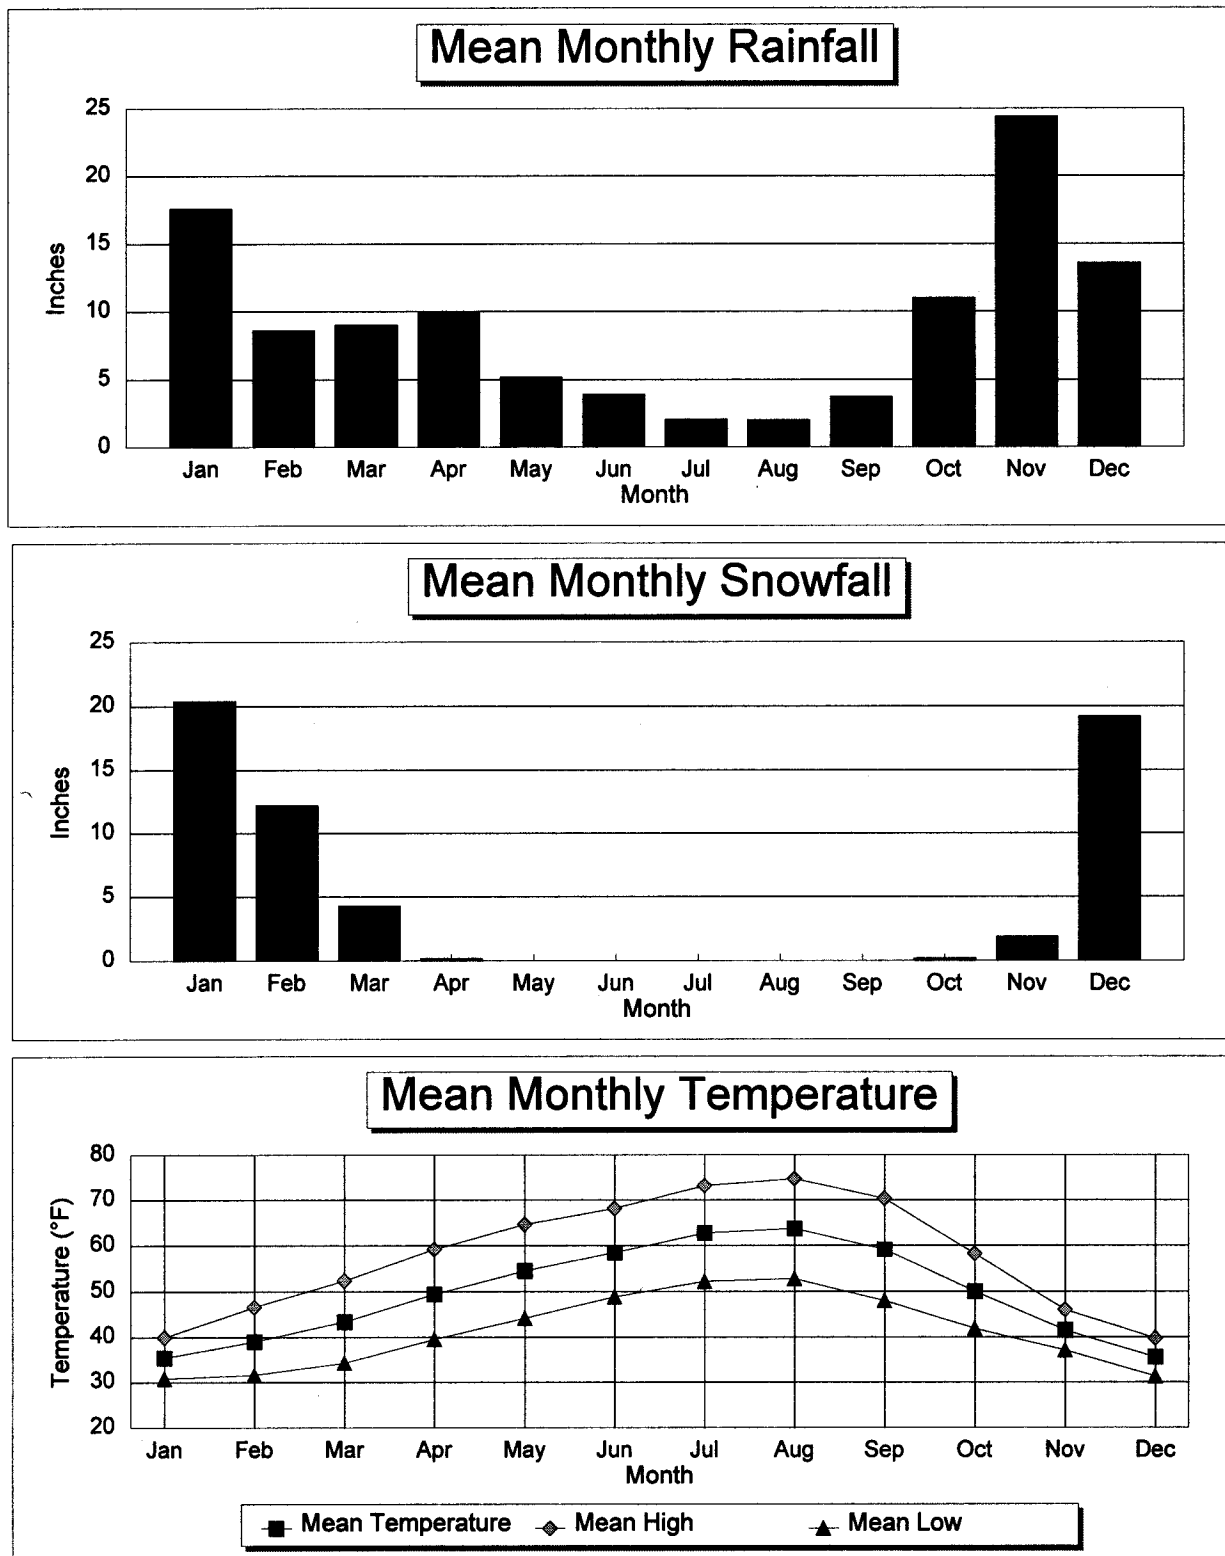 Mean Monthly Rainfall
25
20
15
10
5
0
Inches
Jan Feb Mar Apr May Jun Jul Aug Sep Oct Nov Dec
Month
Mean Monthly Snowfall
25
20
15
10
5
0
Inches
Jan Feb Mar Apr May Jun Jul Aug Sep Oct Nov Dec
Month
Mean Monthly Temperature
80
70
60
50
40
30
20
Temperature (°F)
Jan Feb Mar Apr May Jun Jul Aug Sep Oct Nov Dec
Month
Mean Temperature Mean High Mean Low